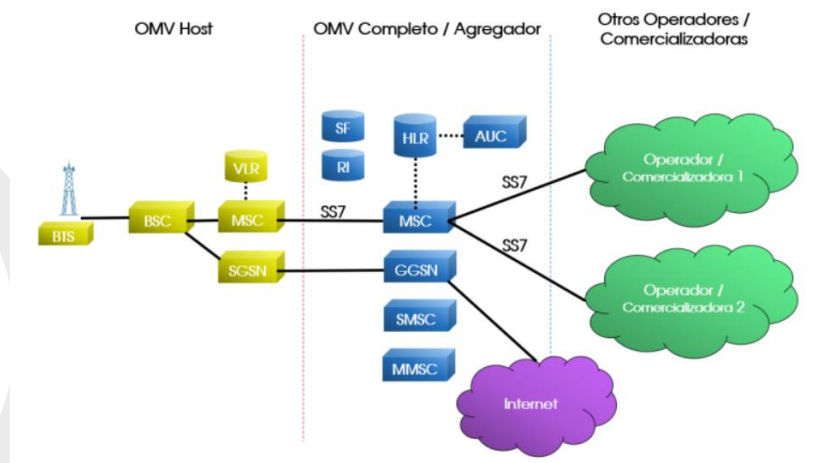 OMV Host
OMV Completo / Agregador
Otros Operadores /
Comercializadoras
SF
HLR
AUC
RI
VLR
Operador /
Comercializadora 1
SS7
BTS
BSC
MSC
SS7
MSC
SS7
SGSN
GGSN
Operador /
Comercializadora 2
SMSC
MMSC
Internet